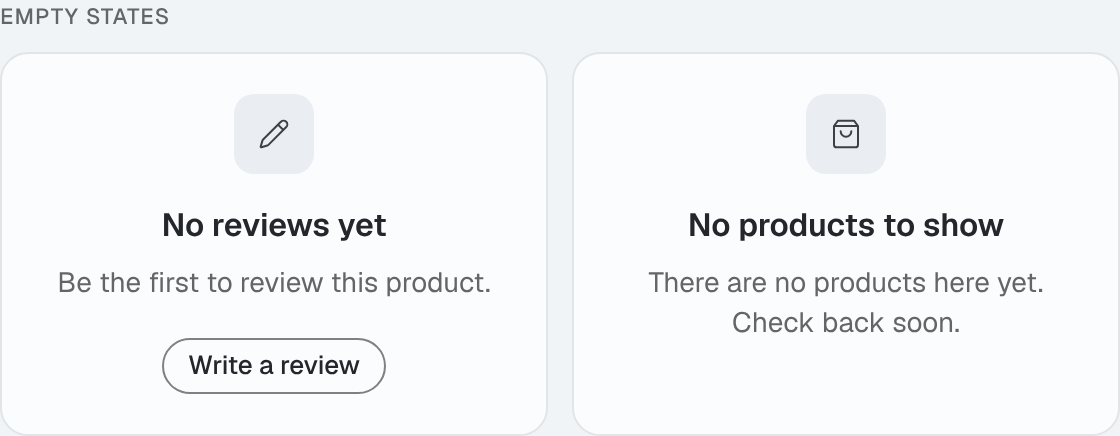 EMPTY STATES
No reviews yet
Be the first to review this product.
Write a review
No products to show
There are no products here yet.
Check back soon.